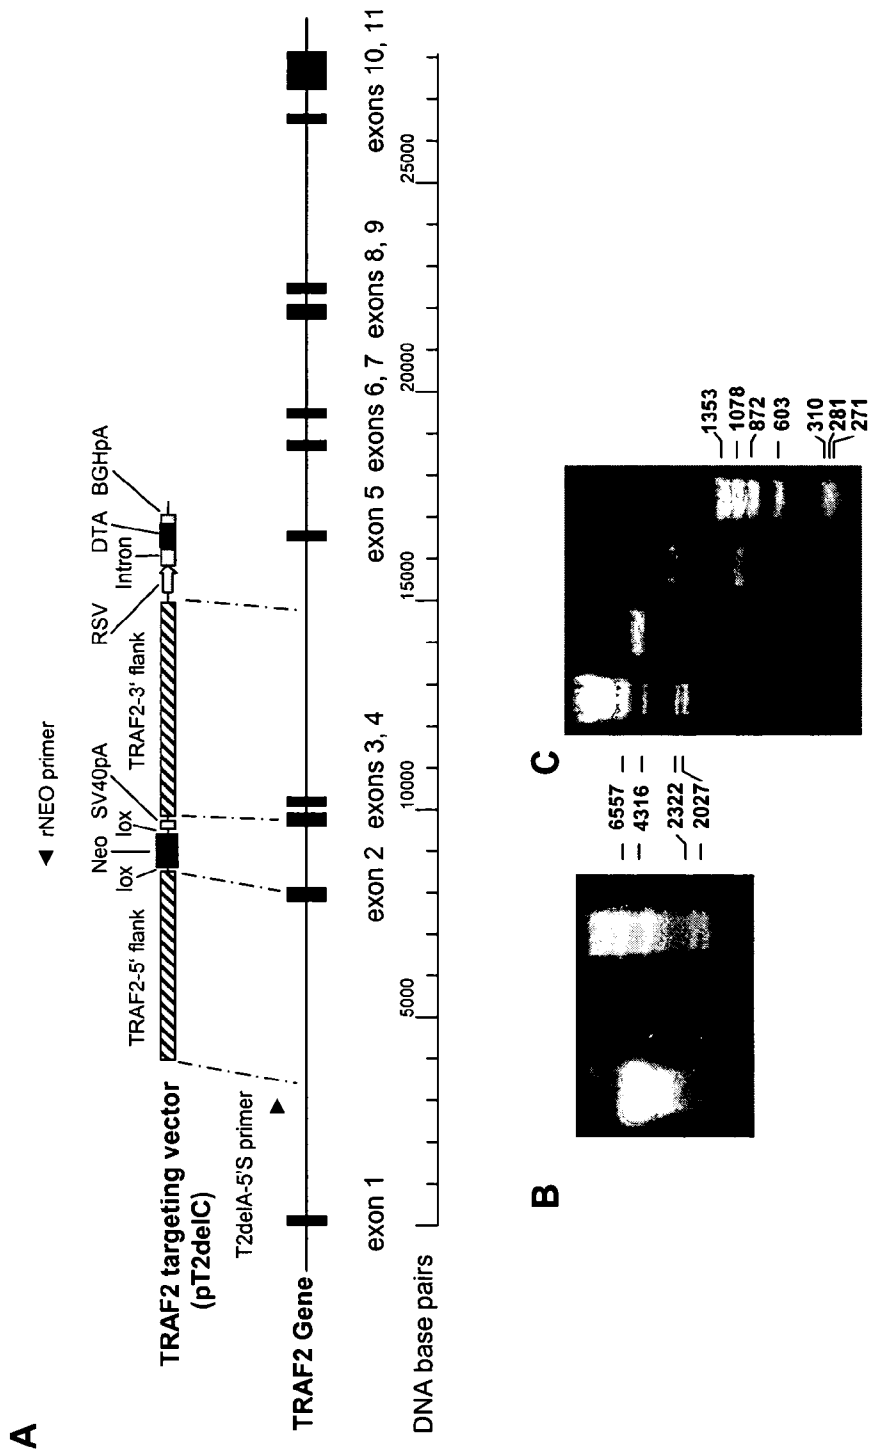 A
rNEO primer
lox
Neo
lox
SV40pA
RSV
Intron
DTA
BGHpA
TRAF2-5' flank
TRAF2-3' flank
TRAF2 targeting vector
(pT2delC)
T2delA-5'S primer
TRAF2 Gene
exon 1
exon 2
exons 3, 4
exon 5
exons 6, 7
exons 8, 9
exons 10, 11
5000
10000
15000
20000
25000
DNA base pairs
B
6557
4316
2322
2027
C
1353
1078
872
603
310
281
271